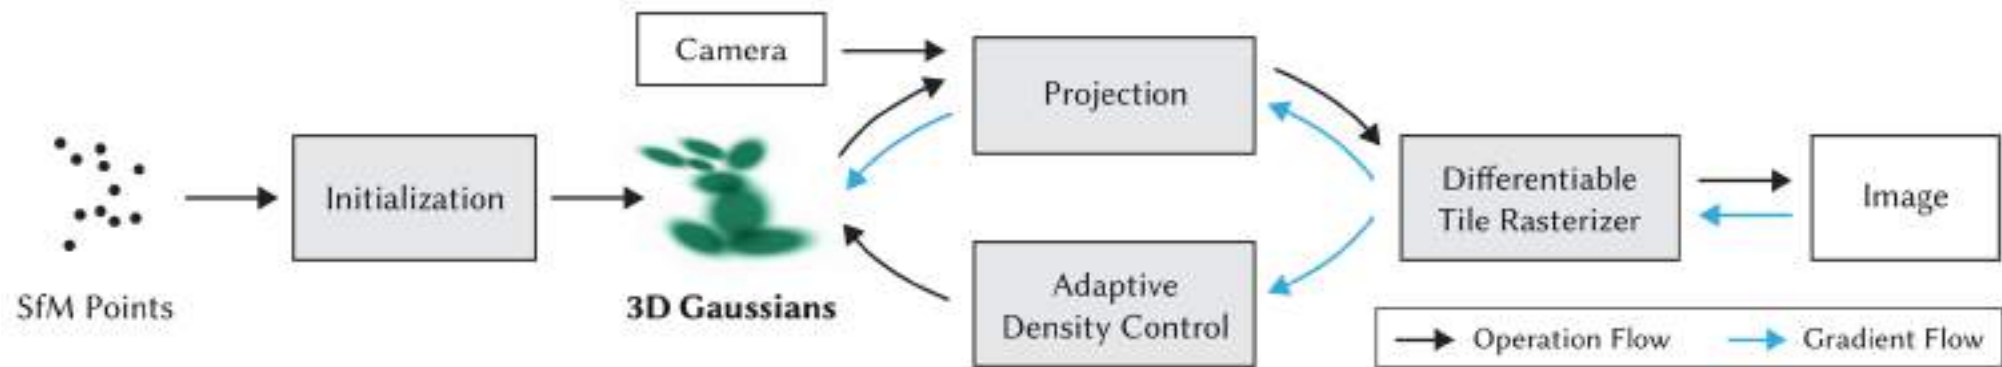 Camera
Projection
Initialization
Differentiable
Tile Rasterizer
Image
SfM Points
3D Gaussians
Adaptive
Density Control
Operation Flow
Gradient Flow